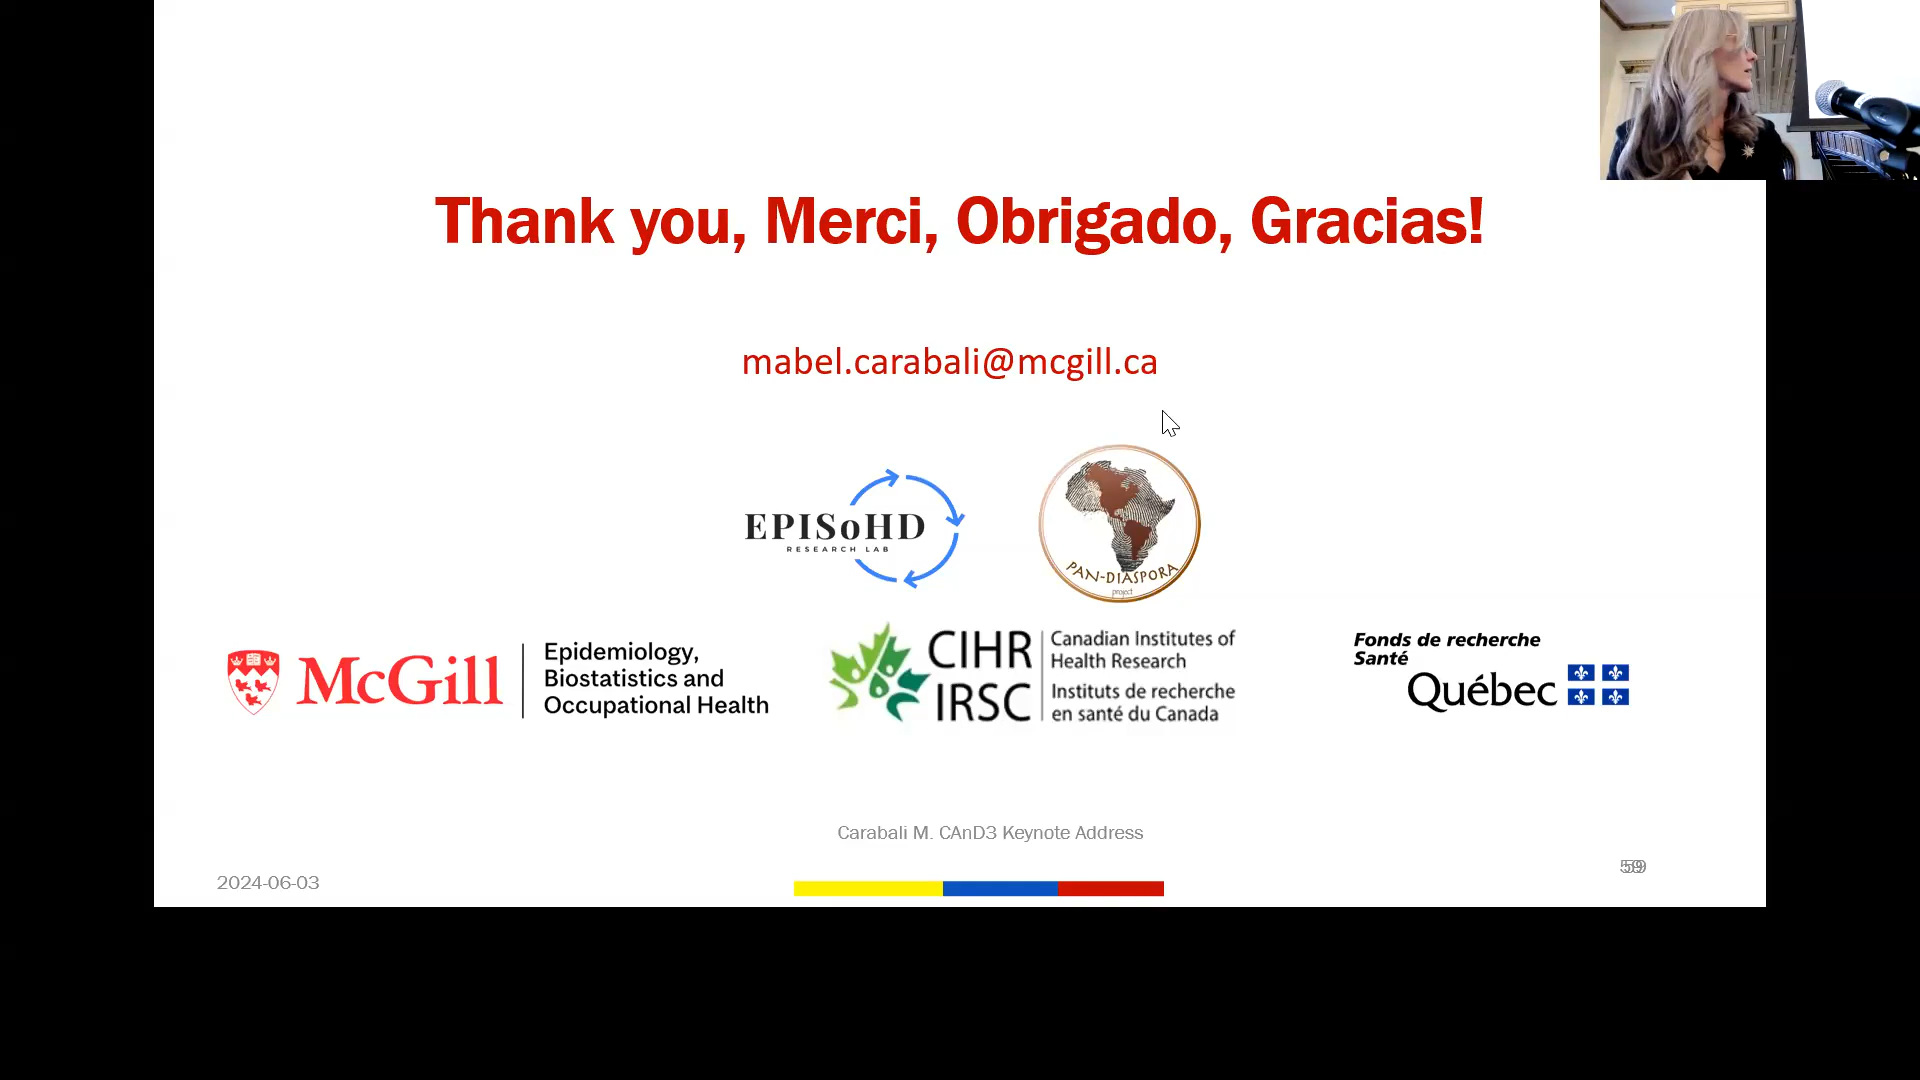 Thank you, Merci, Obrigado, Gracias!
mabel.carabali@mcgill.ca
EPISoHD
RESEARCH LAB
PAN-DIASPORA
project
McGill
Epidemiology,
Biostatistics and
Occupational Health
CIHR
IRSC
Canadian Institutes of
Health Research
Instituts de recherche
en santé du Canada
Fonds de recherche
Santé
Québec
Carabali M. CAnD3 Keynote Address
2024-06-03